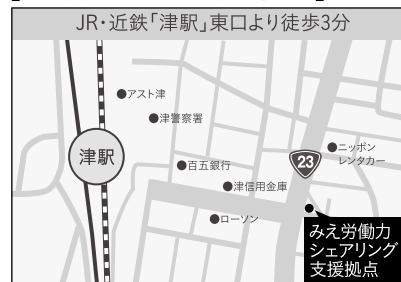 JR・近鉄「津駅」東口より徒歩3分
●アスト津
●津警察署
津駅
●百五銀行
23
●ニッポン
レンタカー
●津信用金庫
●ローソン
みえ労働力
シェアリング
支援拠点